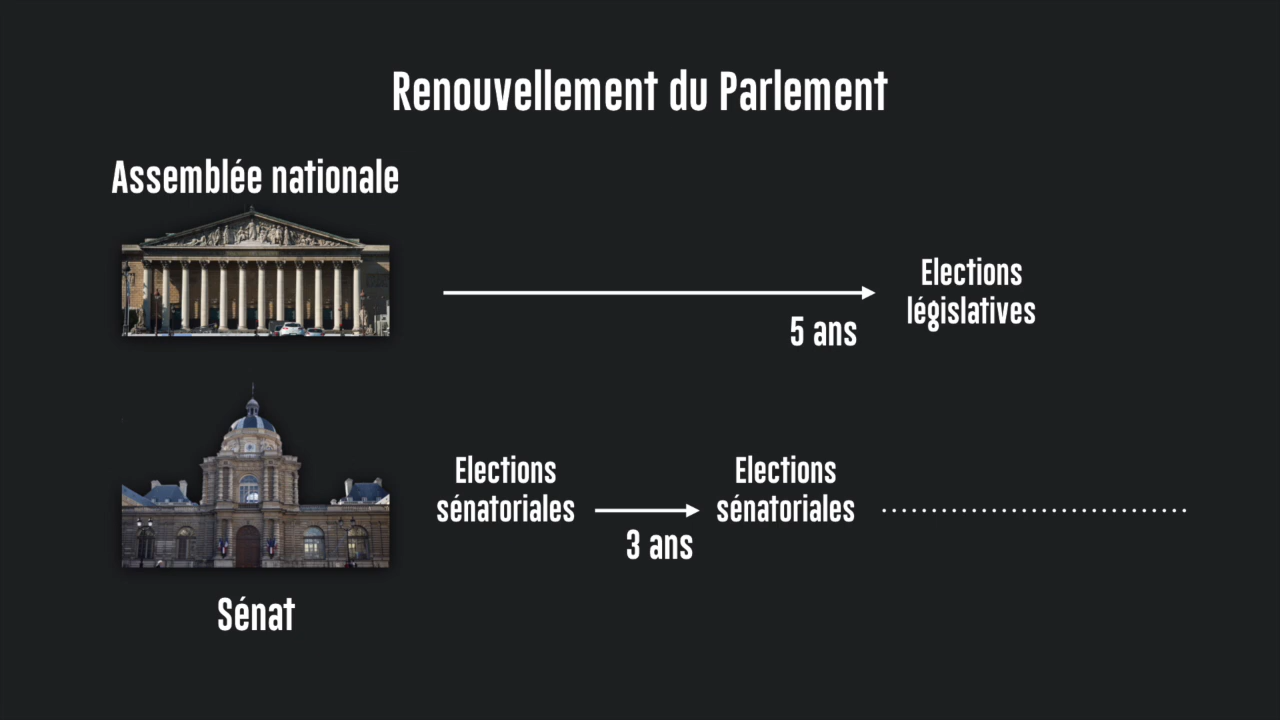 Renouvellement du Parlement
Assemblée nationale
Elections
législatives
5 ans
Elections
sénatoriales
3 ans
Elections
sénatoriales
Sénat